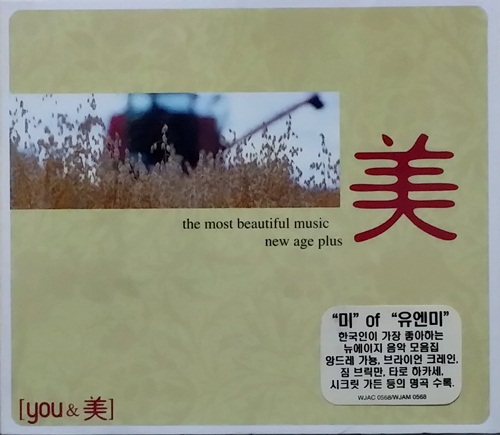 美
the most beautiful music
new age plus
"미" of "유엔미"
한국인이 가장 좋아하는
뉴에이지 음악 모음집
앙드레 가뇽, 브라이언 크레인,
짐 브릭만, 타로 하카세,
시크릿 가든 등의 명곡 수록.
WJAC 0568/WJAM 0568
[you & 美]